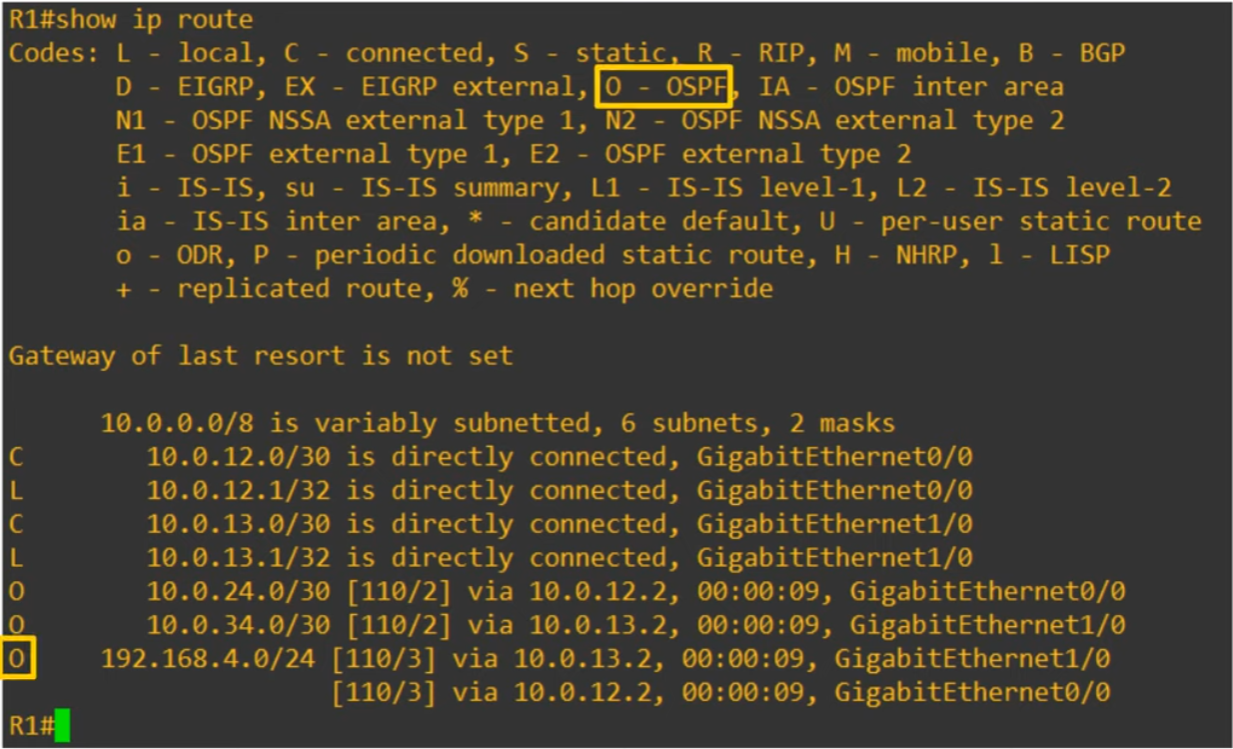 R1#show ip route
Codes: L - local, C - connected, S - static, R - RIP, M - mobile, B - BGP
       D - EIGRP, EX - EIGRP external, O - OSPF, IA - OSPF inter area
       N1 - OSPF NSSA external type 1, N2 - OSPF NSSA external type 2
       E1 - OSPF external type 1, E2 - OSPF external type 2
       i - IS-IS, su - IS-IS summary, L1 - IS-IS level-1, L2 - IS-IS level-2
       ia - IS-IS inter area, * - candidate default, U - per-user static route
       o - ODR, P - periodic downloaded static route, H - NHRP, l - LISP
       + - replicated route, % - next hop override

Gateway of last resort is not set

      10.0.0.0/8 is variably subnetted, 6 subnets, 2 masks
C        10.0.12.0/30 is directly connected, GigabitEthernet0/0
L        10.0.12.1/32 is directly connected, GigabitEthernet0/0
C        10.0.13.0/30 is directly connected, GigabitEthernet1/0
L        10.0.13.1/32 is directly connected, GigabitEthernet1/0
O        10.0.24.0/30 [110/2] via 10.0.12.2, 00:00:09, GigabitEthernet0/0
O        10.0.34.0/30 [110/2] via 10.0.13.2, 00:00:09, GigabitEthernet1/0
O     192.168.4.0/24 [110/3] via 10.0.13.2, 00:00:09, GigabitEthernet1/0
                     [110/3] via 10.0.12.2, 00:00:09, GigabitEthernet0/0
R1#